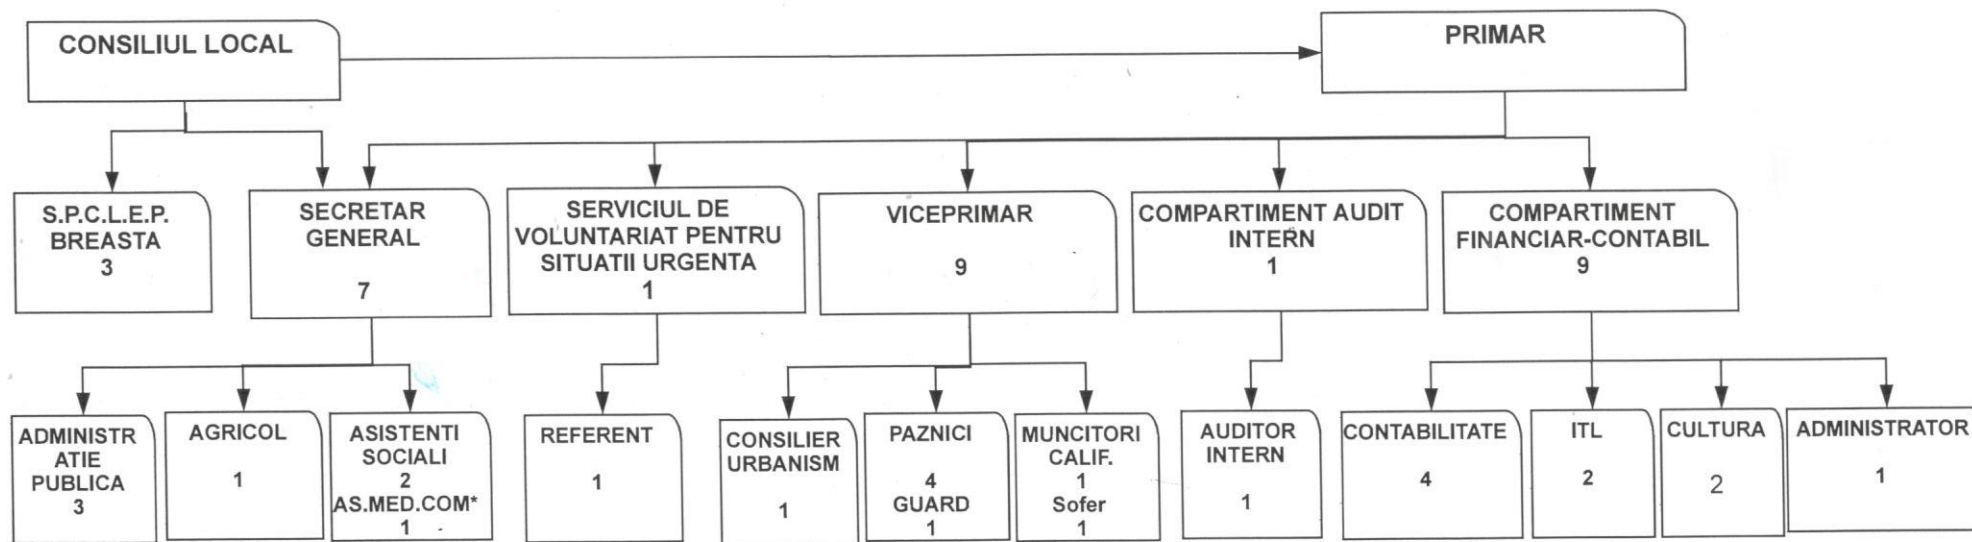 CONSILIUL LOCAL
PRIMAR
S.P.C.L.E.P.
BREASTA
3
SECRETAR
GENERAL
7
SERVICIUL DE
VOLUNTARIAT PENTRU
SITUATII URGENTA
1
VICEPRIMAR
9
COMPARTIMENT AUDIT
INTERN
1
COMPARTIMENT
FINANCIAR-CONTABIL
9
ADMINISTR
ATIE
PUBLICA
3
AGRICOL
1
ASISTENTI
SOCIALI
2
AS.MED.COM*
1
REFERENT
1
CONSILIER
URBANISM
1
PAZNICI
4
GUARD
1
MUNCITORI
CALIF.
1
Sofer
1
AUDITOR
INTERN
1
CONTABILITATE
4
ITL
2
CULTURA
2
ADMINISTRATOR
1